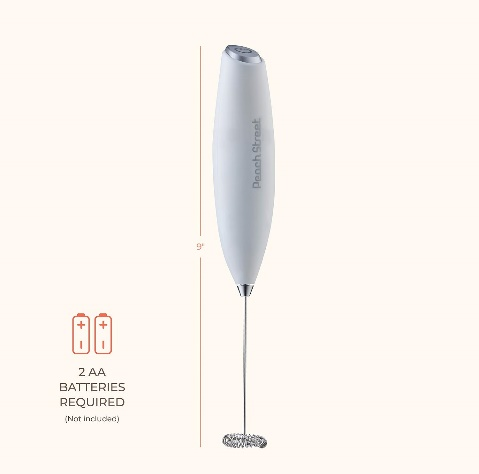 Peach Street
9"
2 AA
BATTERIES
REQUIRED
(Not included)